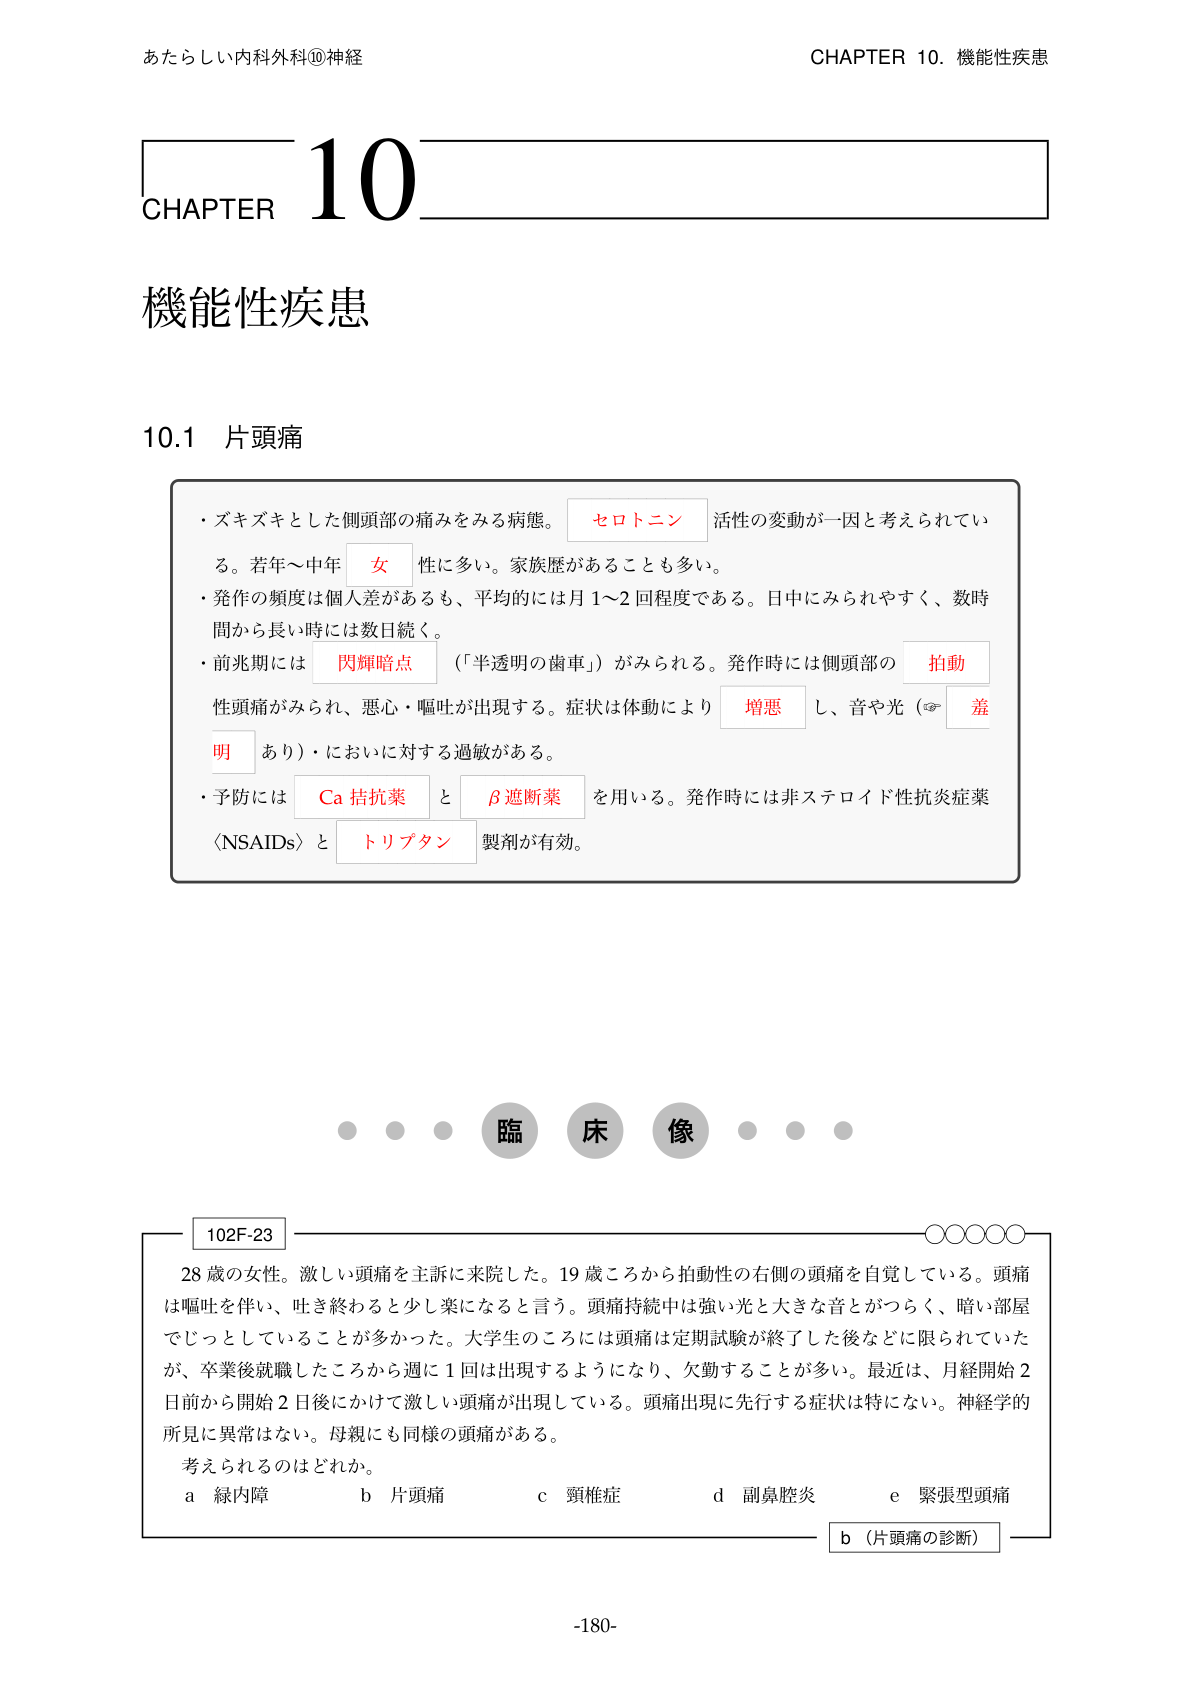 あたらしい内科外科⑩神経
CHAPTER 10. 機能性疾患
CHAPTER 10
機能性疾患
10.1 片頭痛
・ズキズキとした側頭部の痛みをみる病態。 セロトニン 活性の変動が一因と考えられてい
る。若年〜中年 女 性に多い。家族歴があることも多い。
・発作の頻度は個人差があるも、平均的には月1〜2回程度である。日中にみられやすく、数時
間から長い時には数日続く。
・前兆期には 閃輝暗点 （「半透明の歯車」）がみられる。発作時には側頭部の 拍動
性頭痛がみられ、悪心・嘔吐が出現する。症状は体動により 増悪 し、音や光（☞ 羞
明 あり）・においに対する過敏がある。
・予防には Ca 拮抗薬 と β遮断薬 を用いる。発作時には非ステロイド性抗炎症薬
〈NSAIDs〉と トリプタン 製剤が有効。
臨床像
102F-23
28歳の女性。激しい頭痛を主訴に来院した。19歳ころから拍動性の右側の頭痛を自覚している。頭痛
は嘔吐を伴い、吐き終わると少し楽になると言う。頭痛持続中は強い光と大きな音とがつらく、暗い部屋
でじっとしていることが多かった。大学生のころには頭痛は定期試験が終了した後などに限られていた
が、卒業後就職したころから週に1回は出現するようになり、欠勤することが多い。最近は、月経開始2
日前から開始2日後にかけて激しい頭痛が出現している。頭痛出現に先行する症状は特にない。神経学的
所見に異常はない。母親にも同様の頭痛がある。
考えられるのはどれか。
a 緑内障 b 片頭痛 c 頸椎症 d 副鼻腔炎 e 緊張型頭痛
b （片頭痛の診断）
-180-